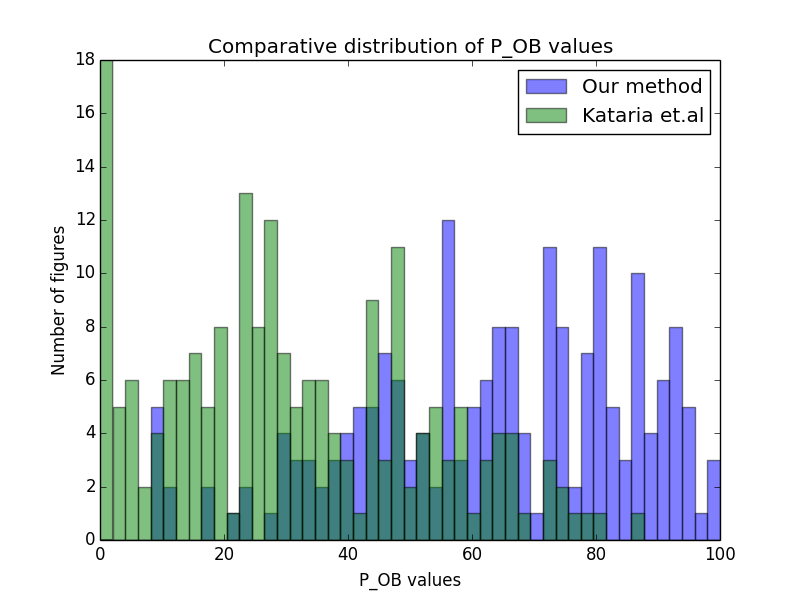 Comparative distribution of P_OB values
Our method
Kataria et.al
Number of figures
18
16
14
12
10
8
6
4
2
0
0 20 40 60 80 100
P_OB values